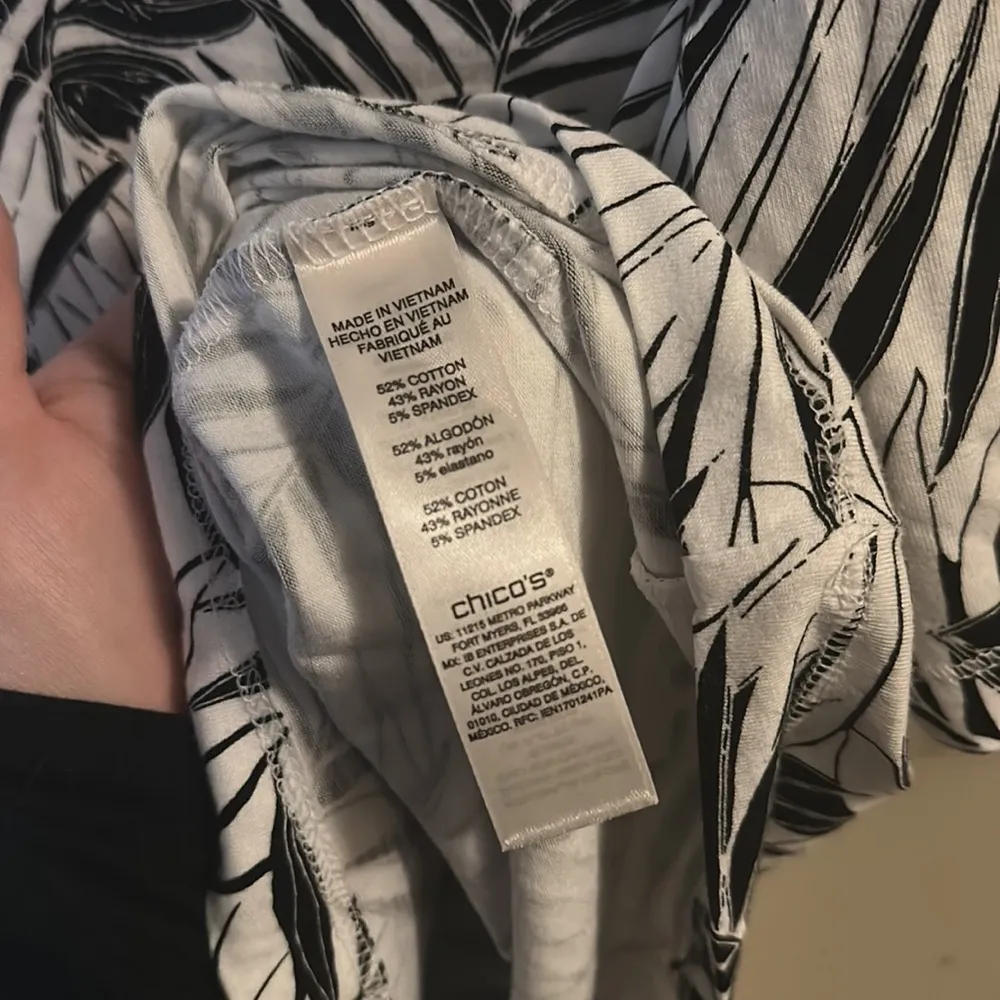 MADE IN VIETNAM
HECHO EN VIETNAM
FABRIQUÉ AU
VIETNAM
52% COTTON
43% RAYON
5% SPANDEX
52% ALGODÓN
43% rayón
5% elastano
52% COTON
43% RAYONNE
5% SPANDEX
chico's®
US: 11215 METRO PARKWAY
FORT MYERS, FL 33966
MX: IB ENTERPRISES S.A. DE
C.V. CALZADA DE LOS
LEONES NO. 170, PISO 1,
COL. LOS ALPES, DEL.
ÁLVARO OBREGÓN, C.P.
01010, CIUDAD DE MÉXICO,
MÉXICO. RFC: IEN1701241PA